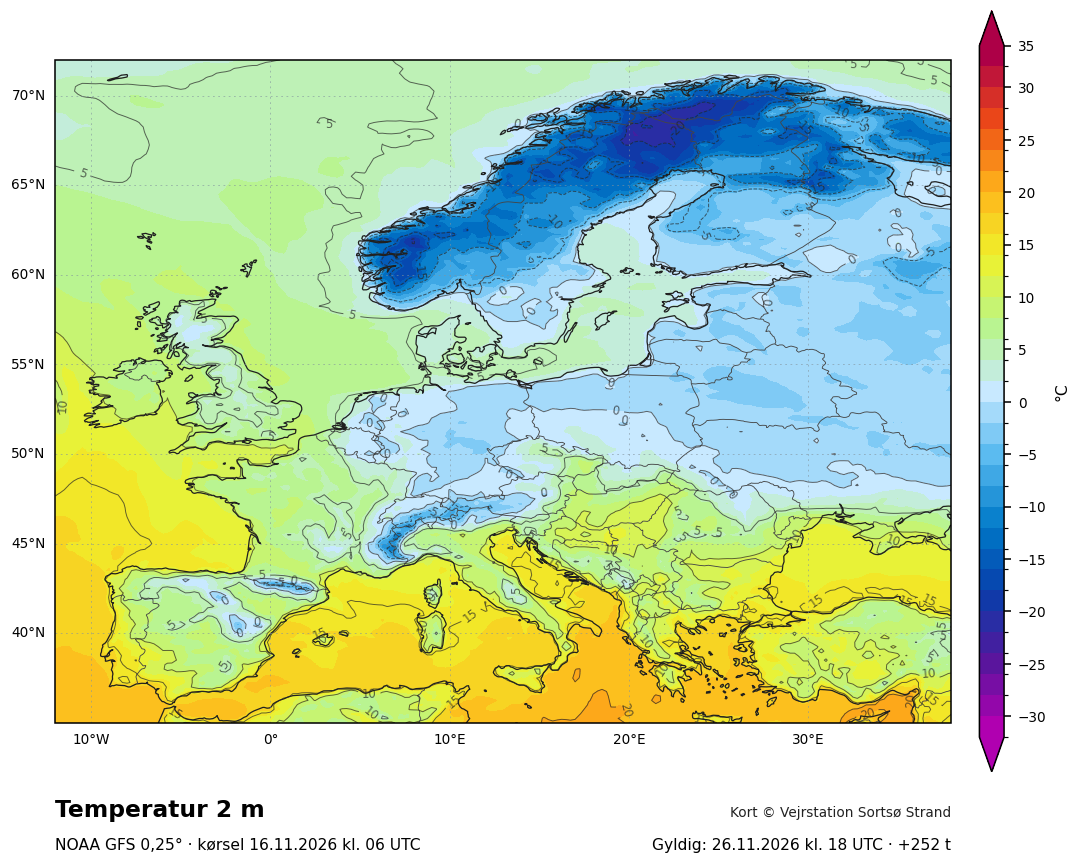 35
30
25
20
15
10
5
0
−5
−10
−15
−20
−25
−30
°C
70°N
65°N
60°N
55°N
50°N
45°N
40°N
10°W
0°
10°E
20°E
30°E
Temperatur 2 m
Kort © Vejrstation Sortsø Strand
NOAA GFS 0,25° · kørsel 16.11.2026 kl. 06 UTC
Gyldig: 26.11.2026 kl. 18 UTC · +252 t